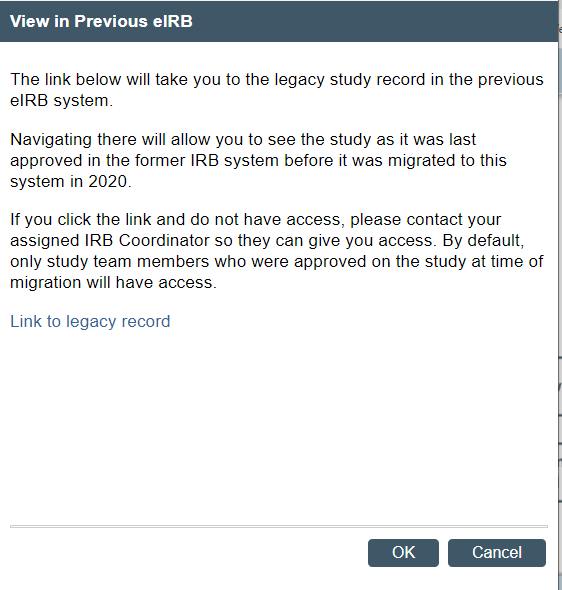 View in Previous eIRB
The link below will take you to the legacy study record in the previous
eIRB system.
Navigating there will allow you to see the study as it was last
approved in the former IRB system before it was migrated to this
system in 2020.
If you click the link and do not have access, please contact your
assigned IRB Coordinator so they can give you access. By default,
only study team members who were approved on the study at time of
migration will have access.
Link to legacy record
OK Cancel